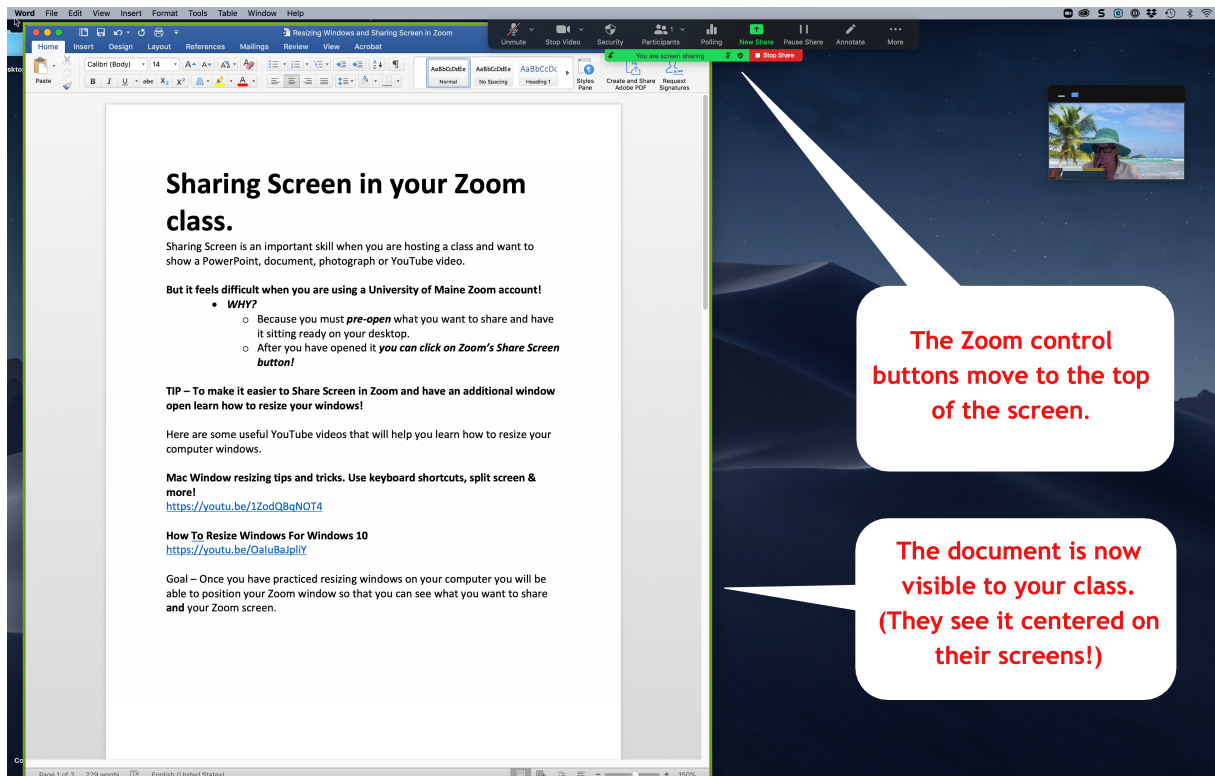 Word File Edit View Insert Format Tools Table Window Help
Resizing Windows and Sharing Screen in Zoom
Home Insert Design Layout References Mailings Review View Acrobat
Unmute Stop Video Security Participants 1 Polling New Share Pause Share Annotate More
You are screen sharing Stop Share
Paste
Calibri (Body) 14
AaBbCcDdEe AaBbCcDdEe AaBbCcDc
Normal No Spacing Heading 1
Styles Pane
Create and Share Adobe PDF
Request Signatures
Sharing Screen in your Zoom
class.
Sharing Screen is an important skill when you are hosting a class and want to
show a PowerPoint, document, photograph or YouTube video.
But it feels difficult when you are using a University of Maine Zoom account!
• WHY?
o Because you must pre-open what you want to share and have
it sitting ready on your desktop.
o After you have opened it you can click on Zoom's Share Screen
button!
TIP – To make it easier to Share Screen in Zoom and have an additional window
open learn how to resize your windows!
Here are some useful YouTube videos that will help you learn how to resize your
computer windows.
Mac Window resizing tips and tricks. Use keyboard shortcuts, split screen &
more!
https://youtu.be/1ZodQBqNOT4
How To Resize Windows For Windows 10
https://youtu.be/OaIuBaJpliY
Goal – Once you have practiced resizing windows on your computer you will be
able to position your Zoom window so that you can see what you want to share
and your Zoom screen.
The Zoom control
buttons move to the top
of the screen.
The document is now
visible to your class.
(They see it centered on
their screens!)
Page 1 of 3 229 words English (United States) 150%